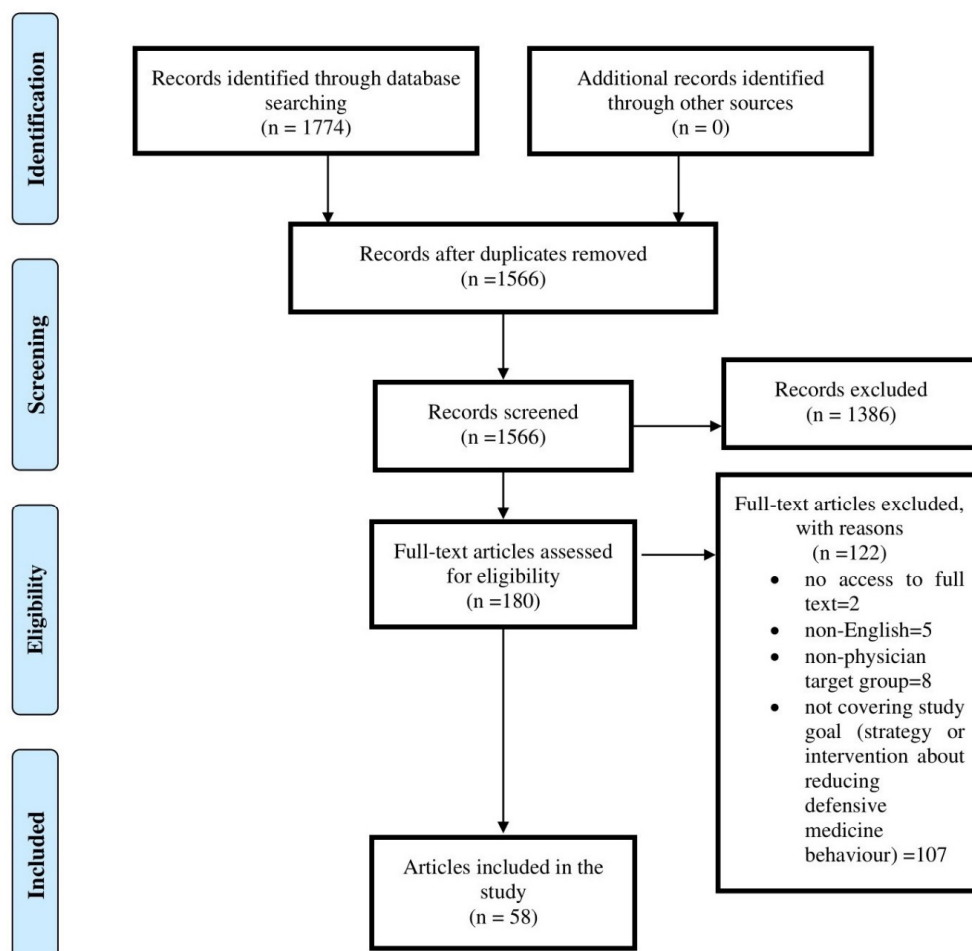 Identification
Records identified through database
searching
(n = 1774)
Additional records identified
through other sources
(n = 0)
Records after duplicates removed
(n =1566)
Screening
Records screened
(n =1566)
Records excluded
(n = 1386)
Eligibility
Full-text articles assessed
for eligibility
(n =180)
Full-text articles excluded,
with reasons
(n =122)
• no access to full
text=2
• non-English=5
• non-physician
target group=8
• not covering study
goal (strategy or
intervention about
reducing
defensive
medicine
behaviour) =107
Included
Articles included in the
study
(n = 58)